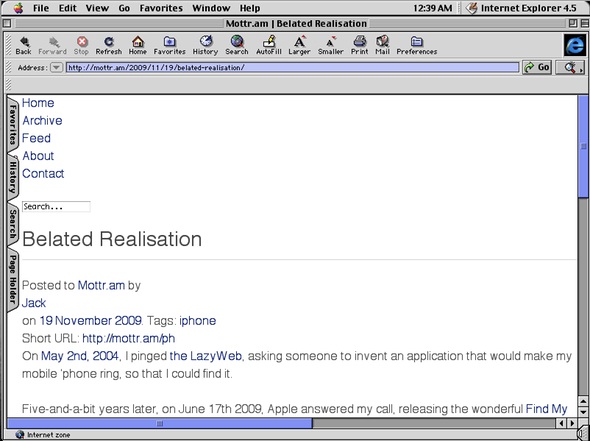 File Edit View Go Favorites Window Help 12:39 AM Internet Explorer 4.5
Mottr.am | Belated Realisation
Back Forward Stop Refresh Home Favorites History Search AutoFill Larger Smaller Print Mail Preferences
Address: http://mottr.am/2009/11/19/belated-realisation/ Go
Favorites
History
Search
Page Holder
Home
Archive
Feed
About
Contact
Search...
Belated Realisation
Posted to Mottr.am by
Jack
on 19 November 2009. Tags: iphone
Short URL: http://mottr.am/ph
On May 2nd, 2004, I pinged the LazyWeb, asking someone to invent an application that would make my
mobile 'phone ring, so that I could find it.
Five-and-a-bit years later, on June 17th 2009, Apple answered my call, releasing the wonderful Find My
Internet zone